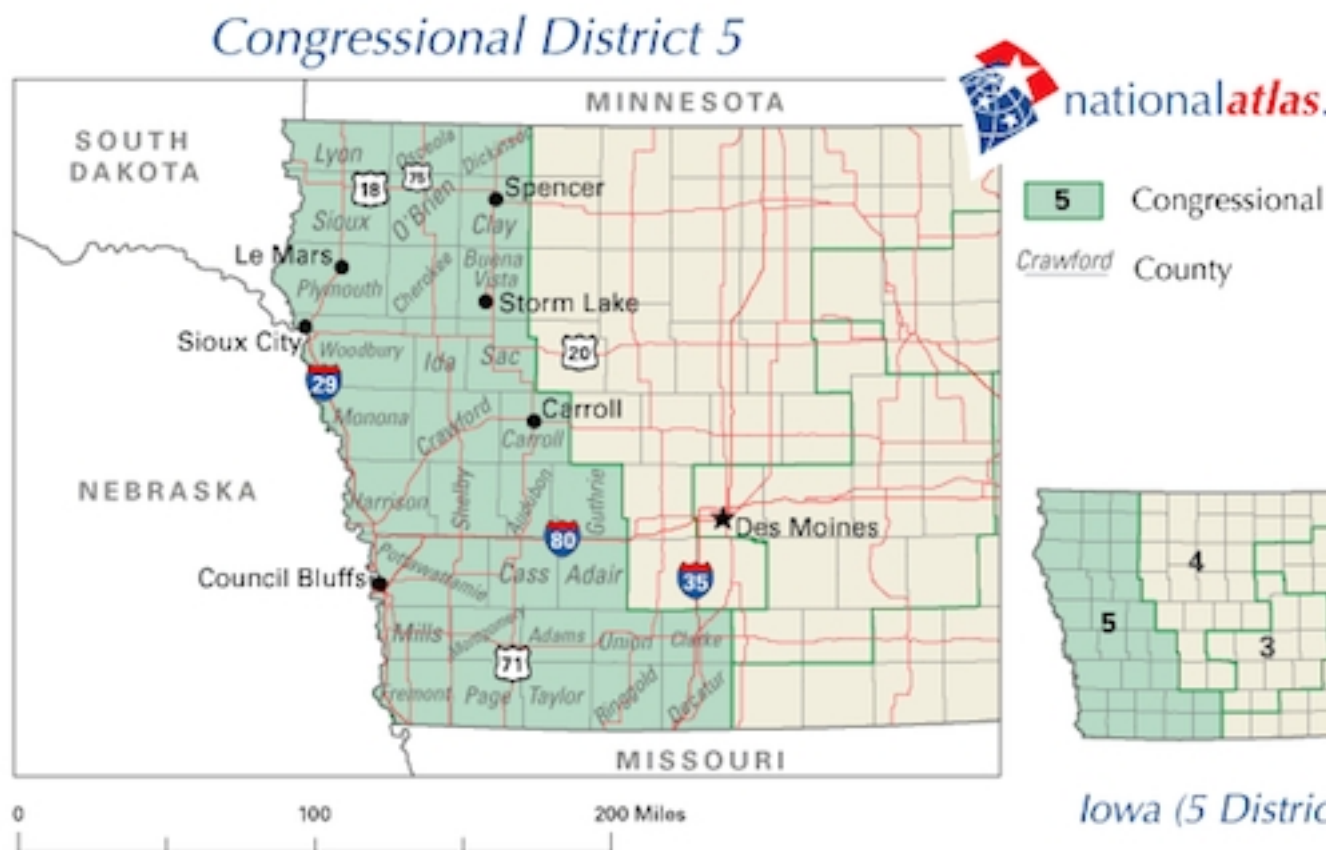 Congressional District 5
nationalatlas.
MINNESOTA
SOUTH
DAKOTA
5 Congressional
Crawford County
Lyon
Osceola
Dickinson
18
75
Spencer
Sioux
O'Brien
Clay
Le Mars
Plymouth
Cherokee
Buena
Vista
Storm Lake
Sioux City
Woodbury
Ida
Sac
20
29
Monona
Crawford
Carroll
Carroll
NEBRASKA
Harrison
Shelby
Audubon
Guthrie
80
Des Moines
Council Bluffs
Pottawattamie
Cass
Adair
35
Mills
Montgomery
Adams
Union
Clarke
71
Fremont
Page
Taylor
Ringgold
Decatur
MISSOURI
4
5
3
0
100
200 Miles
Iowa (5 Distric